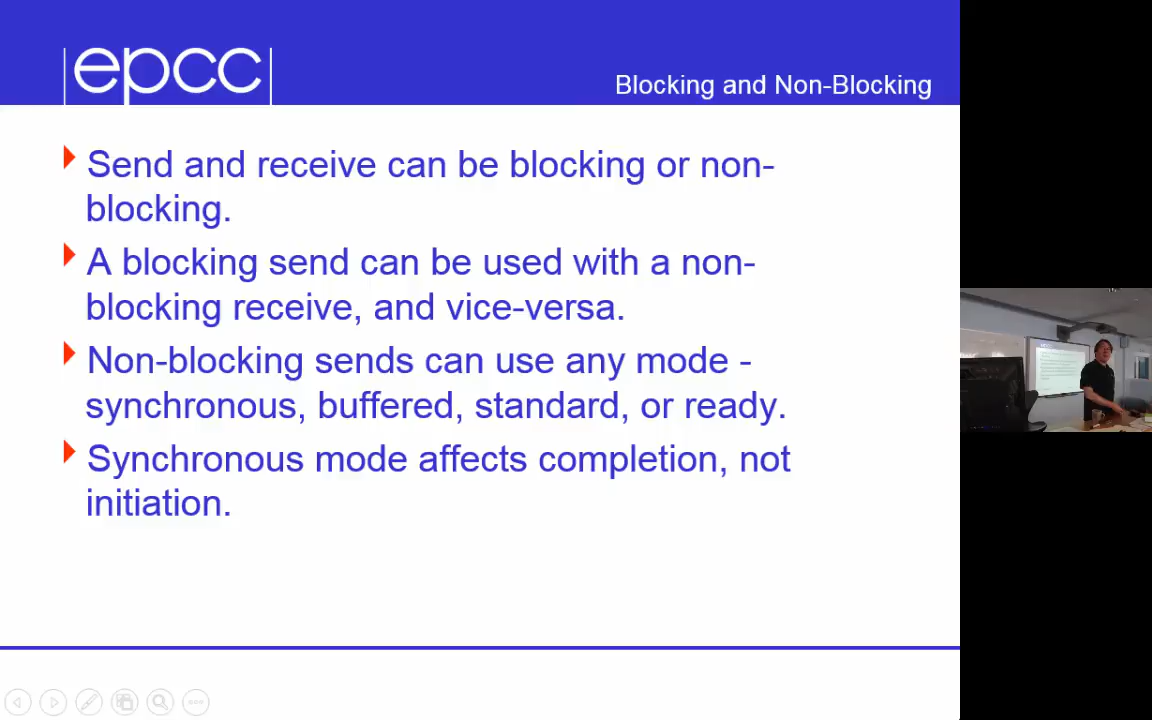 epcc
Blocking and Non-Blocking
Send and receive can be blocking or non-
blocking.
A blocking send can be used with a non-
blocking receive, and vice-versa.
Non-blocking sends can use any mode -
synchronous, buffered, standard, or ready.
Synchronous mode affects completion, not
initiation.